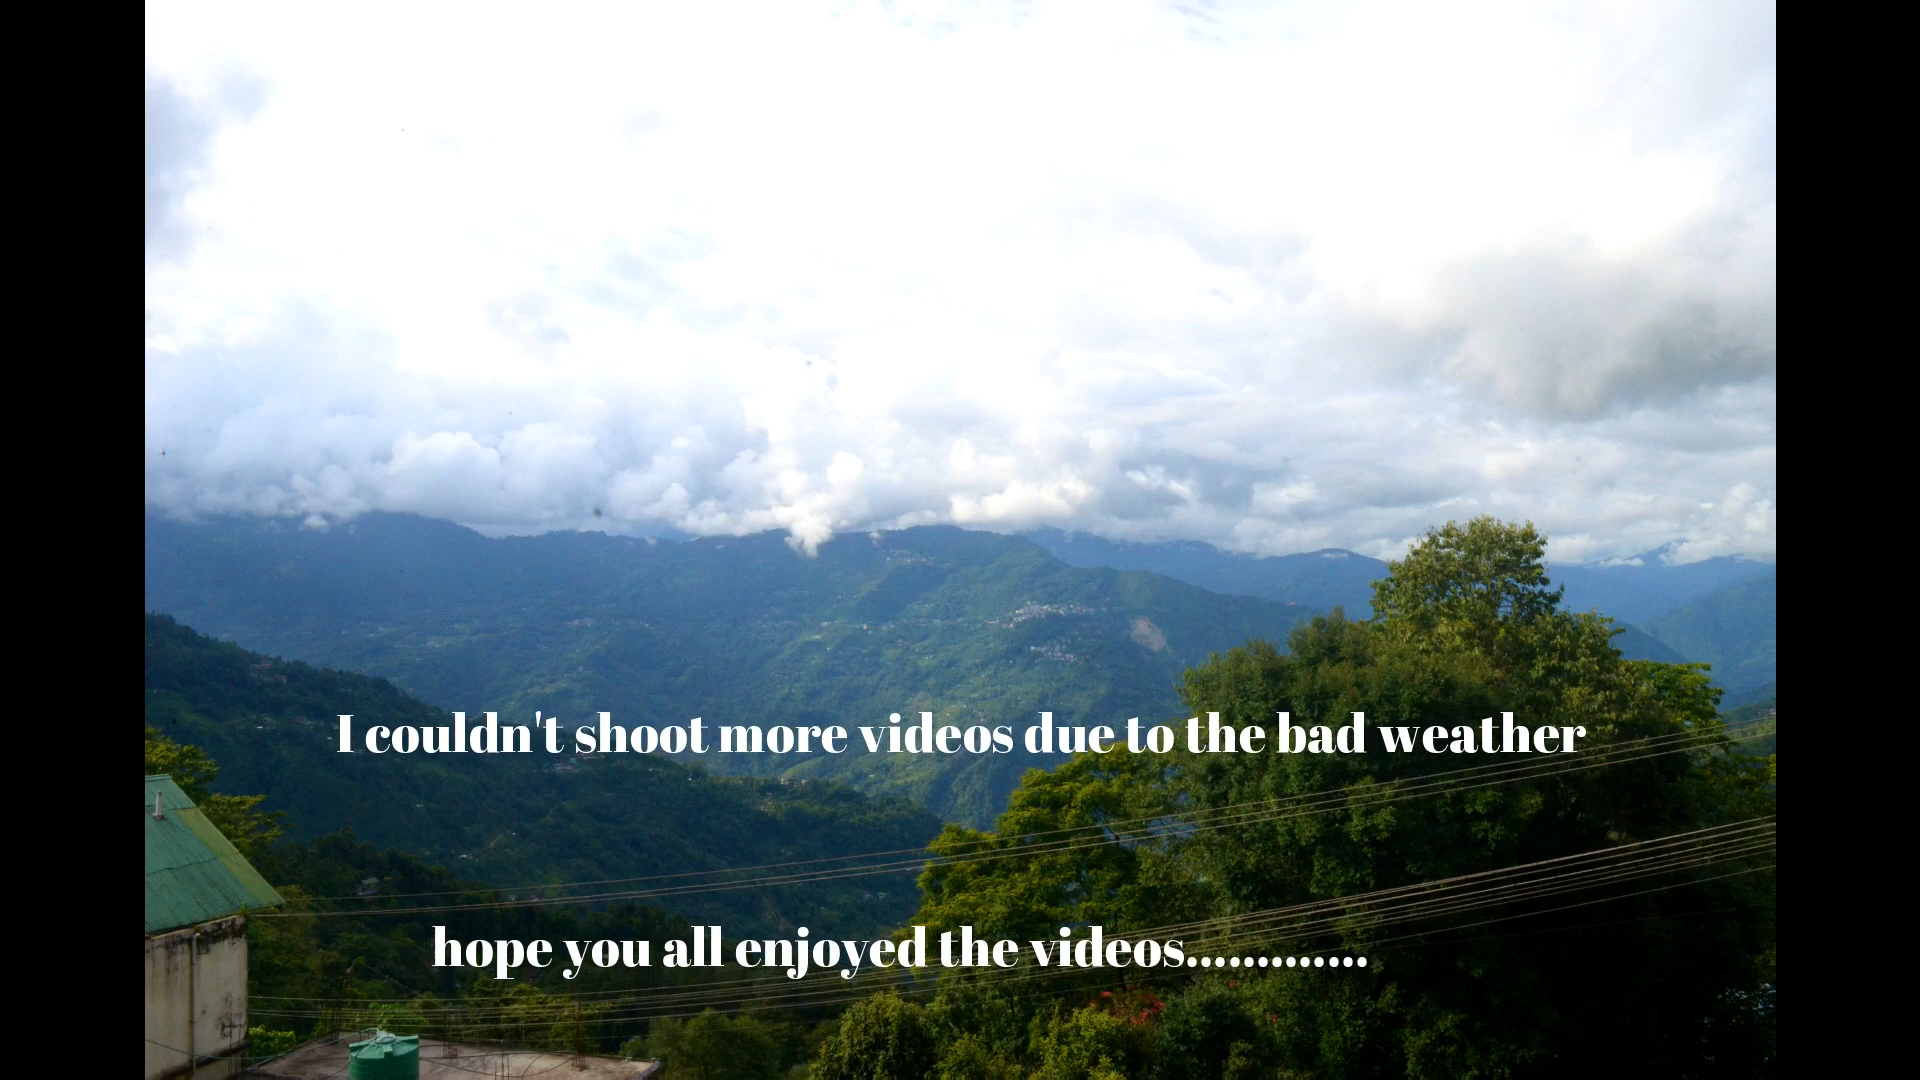 I couldn't shoot more videos due to the bad weather
hope you all enjoyed the videos.............